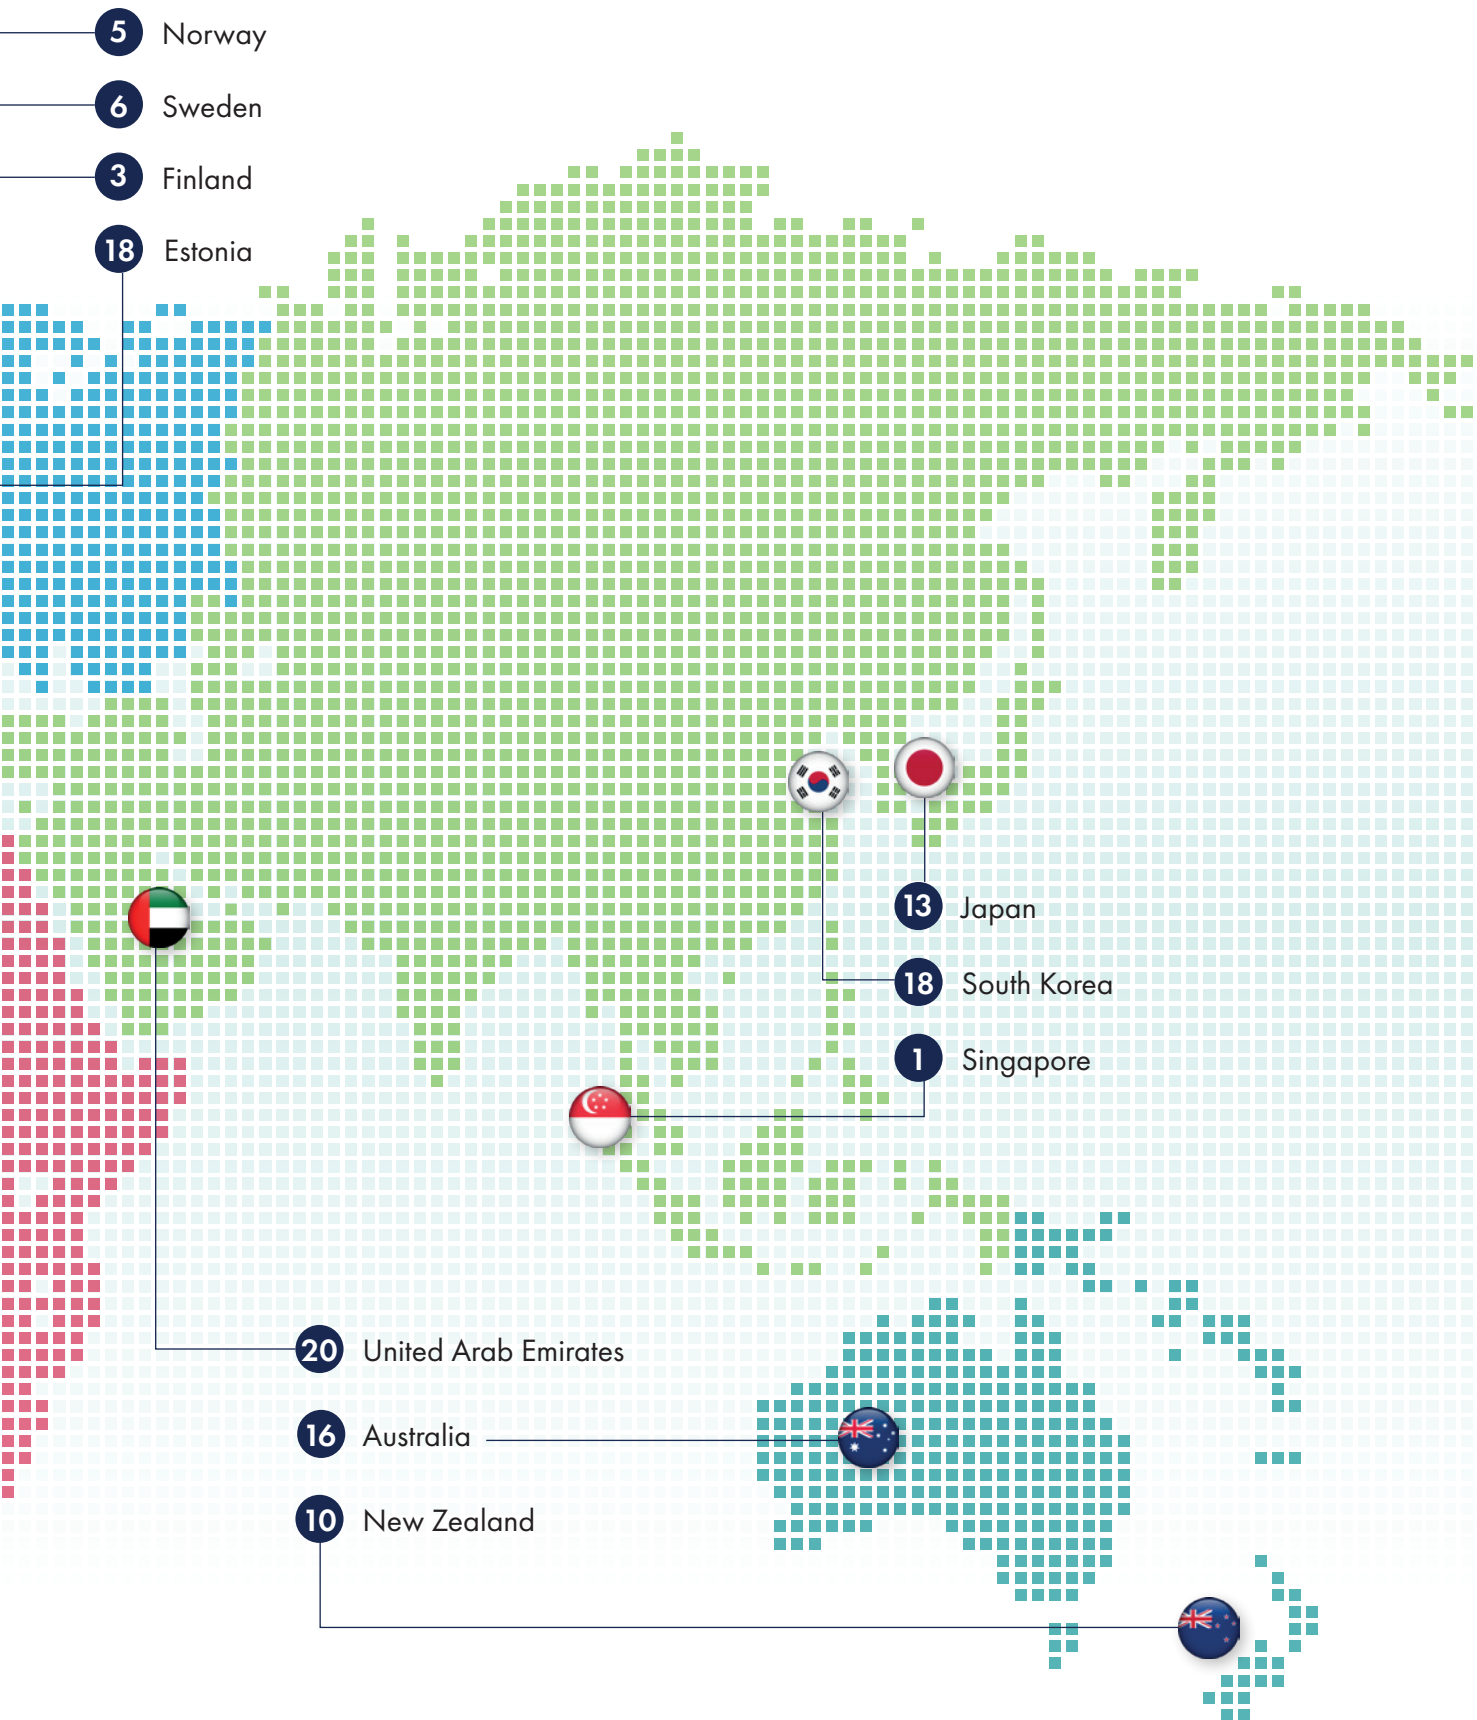 5 Norway
6 Sweden
3 Finland
18 Estonia
13 Japan
18 South Korea
1 Singapore
20 United Arab Emirates
16 Australia
10 New Zealand